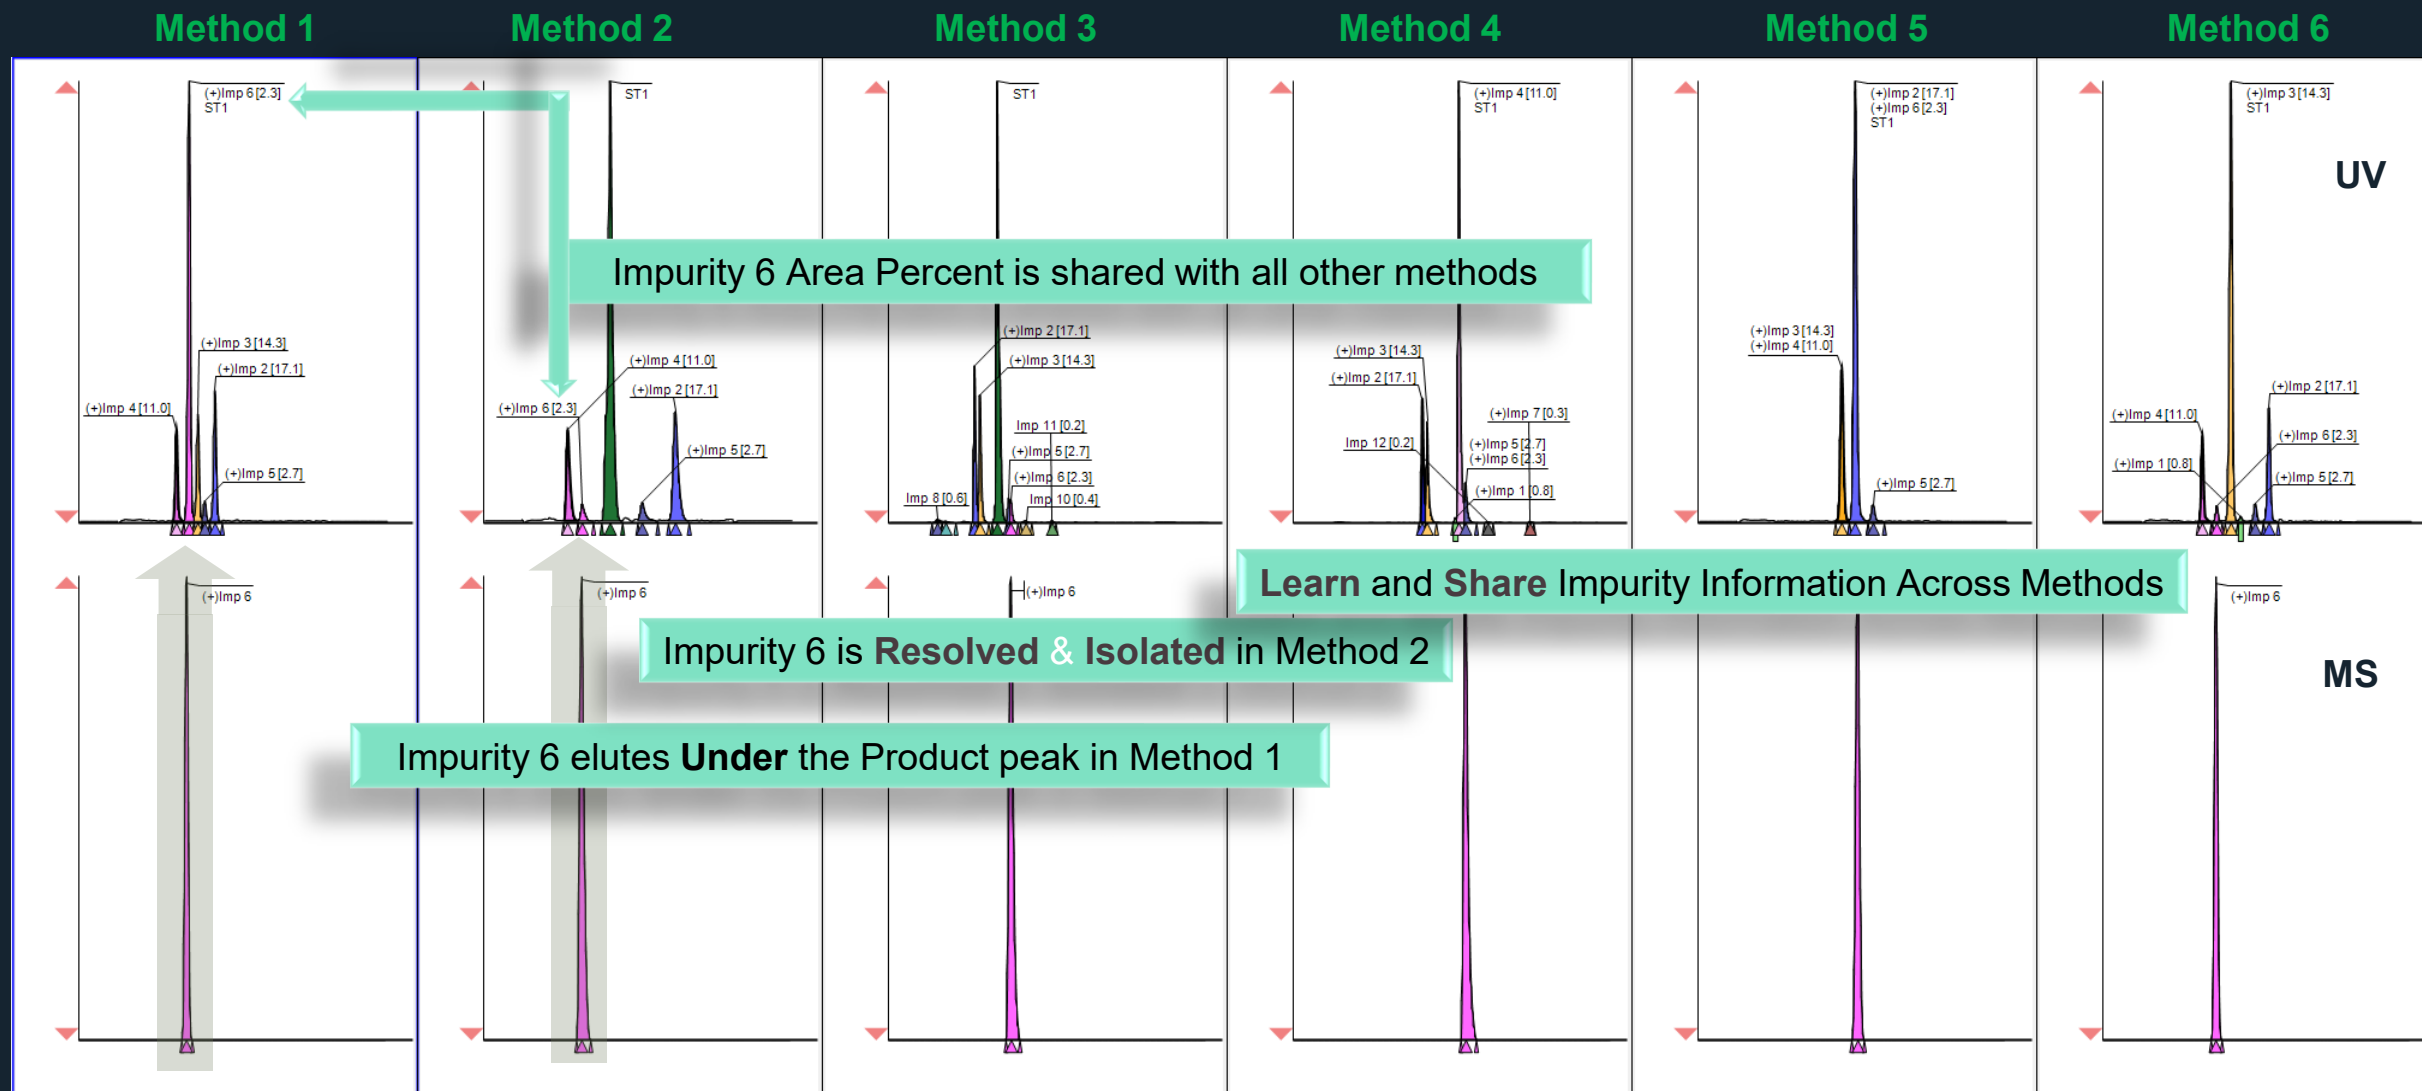 Method 1
Method 2
Method 3
Method 4
Method 5
Method 6
(+)Imp 6 [2.3]
ST1
(+)Imp 3 [14.3]
(+)Imp 2 [17.1]
(+)Imp 4 [11.0]
(+)Imp 5 [2.7]
ST1
(+)Imp 4 [11.0]
(+)Imp 2 [17.1]
(+)Imp 6 [2.3]
(+)Imp 5 [2.7]
ST1
(+)Imp 2 [17.1]
(+)Imp 3 [14.3]
Imp 11 [0.2]
(+)Imp 5 [2.7]
(+)Imp 6 [2.3]
Imp 8 [0.6]
Imp 10 [0.4]
(+)Imp 4 [11.0]
ST1
(+)Imp 3 [14.3]
(+)Imp 2 [17.1]
(+)Imp 7 [0.3]
Imp 12 [0.2]
(+)Imp 5 [2.7]
(+)Imp 6 [2.3]
(+)Imp 1 [0.8]
(+)Imp 2 [17.1]
(+)Imp 6 [2.3]
ST1
(+)Imp 3 [14.3]
(+)Imp 4 [11.0]
(+)Imp 5 [2.7]
(+)Imp 3 [14.3]
ST1
UV
(+)Imp 2 [17.1]
(+)Imp 4 [11.0]
(+)Imp 6 [2.3]
(+)Imp 1 [0.8]
(+)Imp 5 [2.7]
Impurity 6 Area Percent is shared with all other methods
Learn and Share Impurity Information Across Methods
(+)Imp 6
(+)Imp 6
(+)Imp 6
(+)Imp 6
Impurity 6 is Resolved & Isolated in Method 2
MS
Impurity 6 elutes Under the Product peak in Method 1